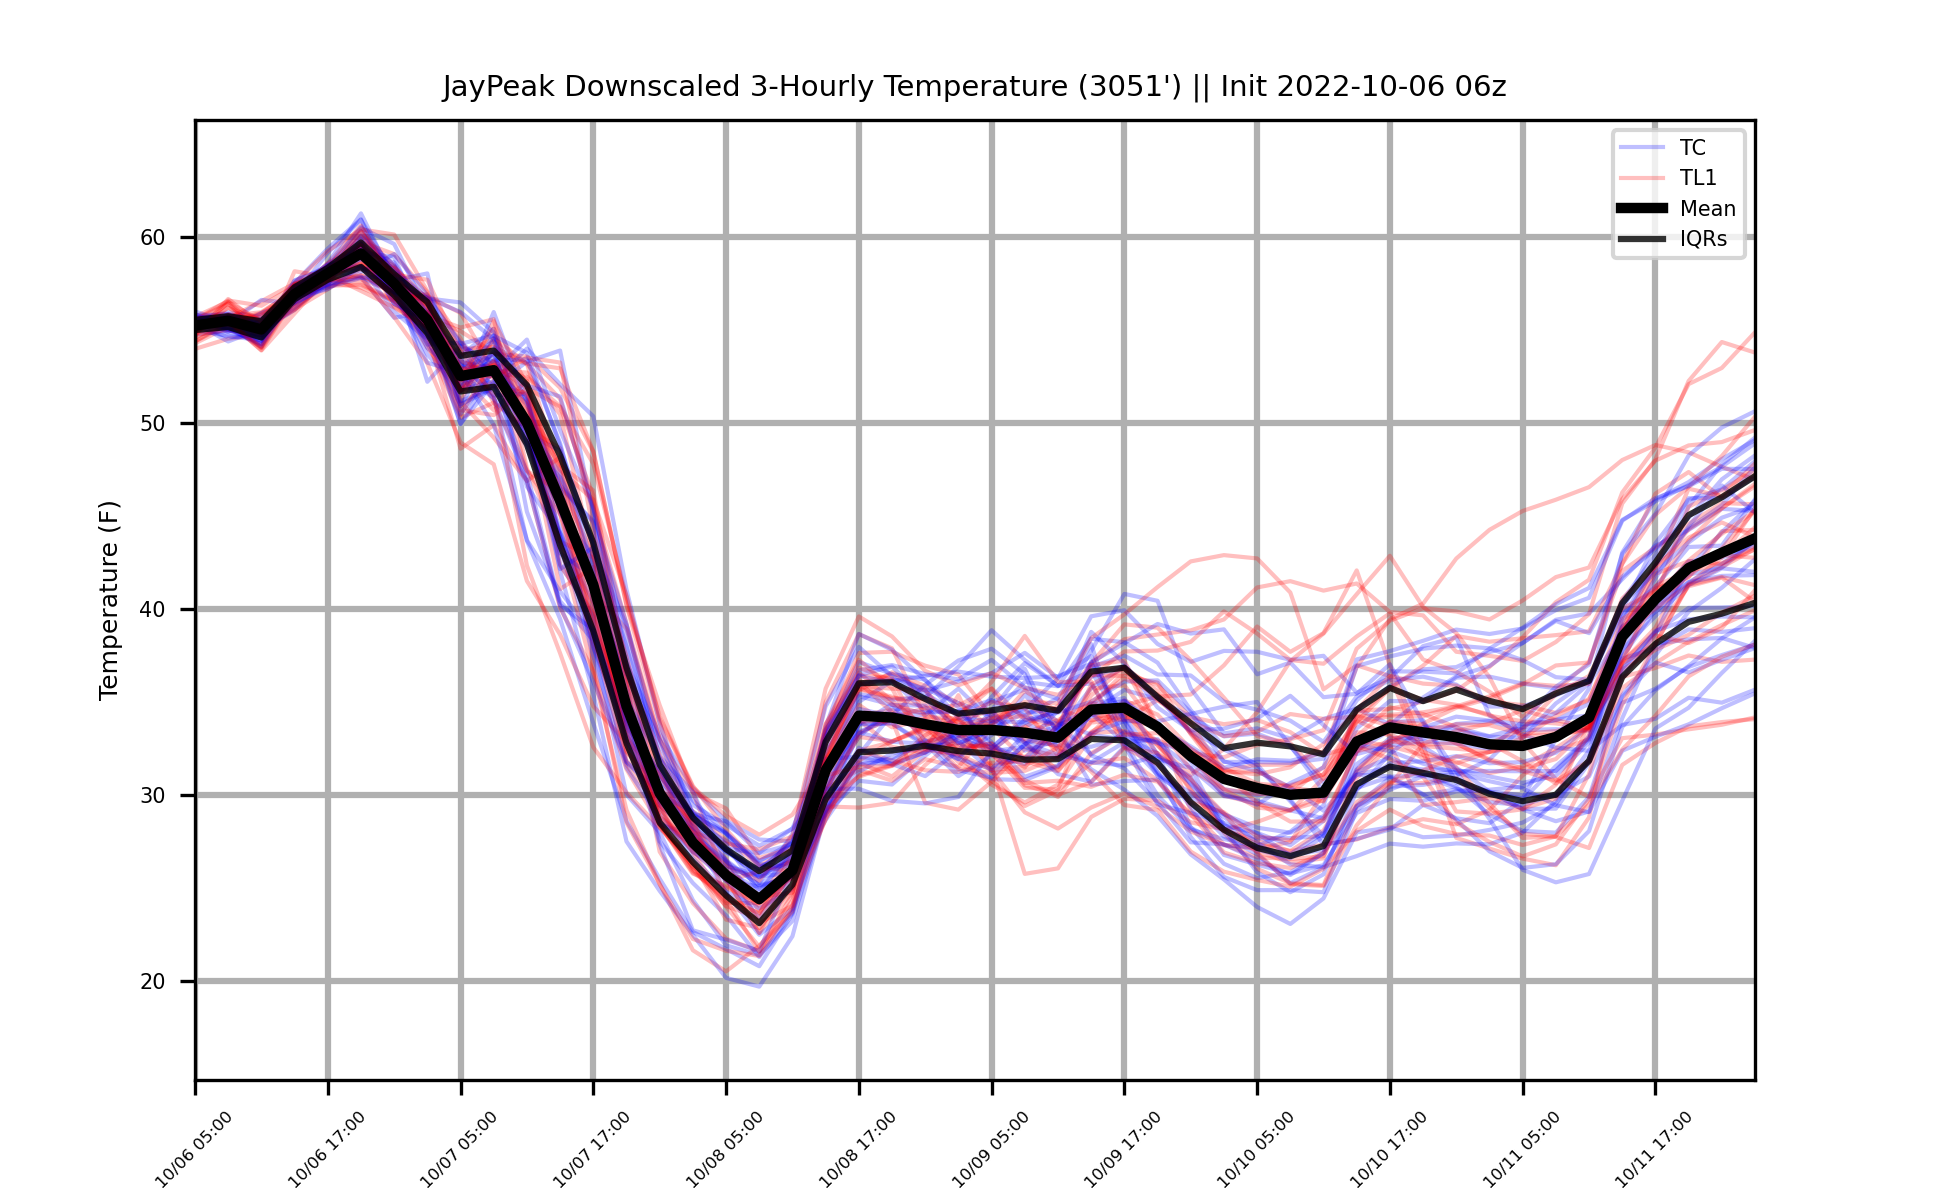 JayPeak Downscaled 3-Hourly Temperature (3051') || Init 2022-10-06 06z
TC
TL1
Mean
IQRs
60
50
40
30
20
Temperature (F)
10/06 05:00
10/06 17:00
10/07 05:00
10/07 17:00
10/08 05:00
10/08 17:00
10/09 05:00
10/09 17:00
10/10 05:00
10/10 17:00
10/11 05:00
10/11 17:00